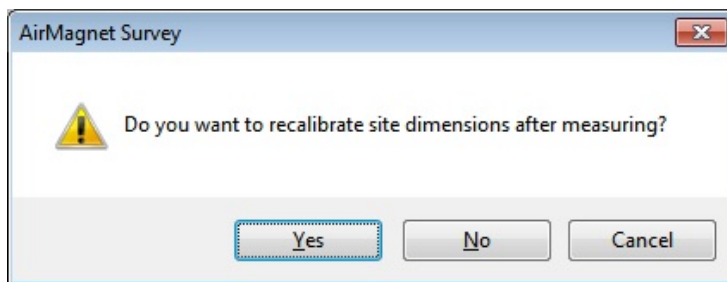 AirMagnet Survey
Do you want to recalibrate site dimensions after measuring?
Yes No Cancel